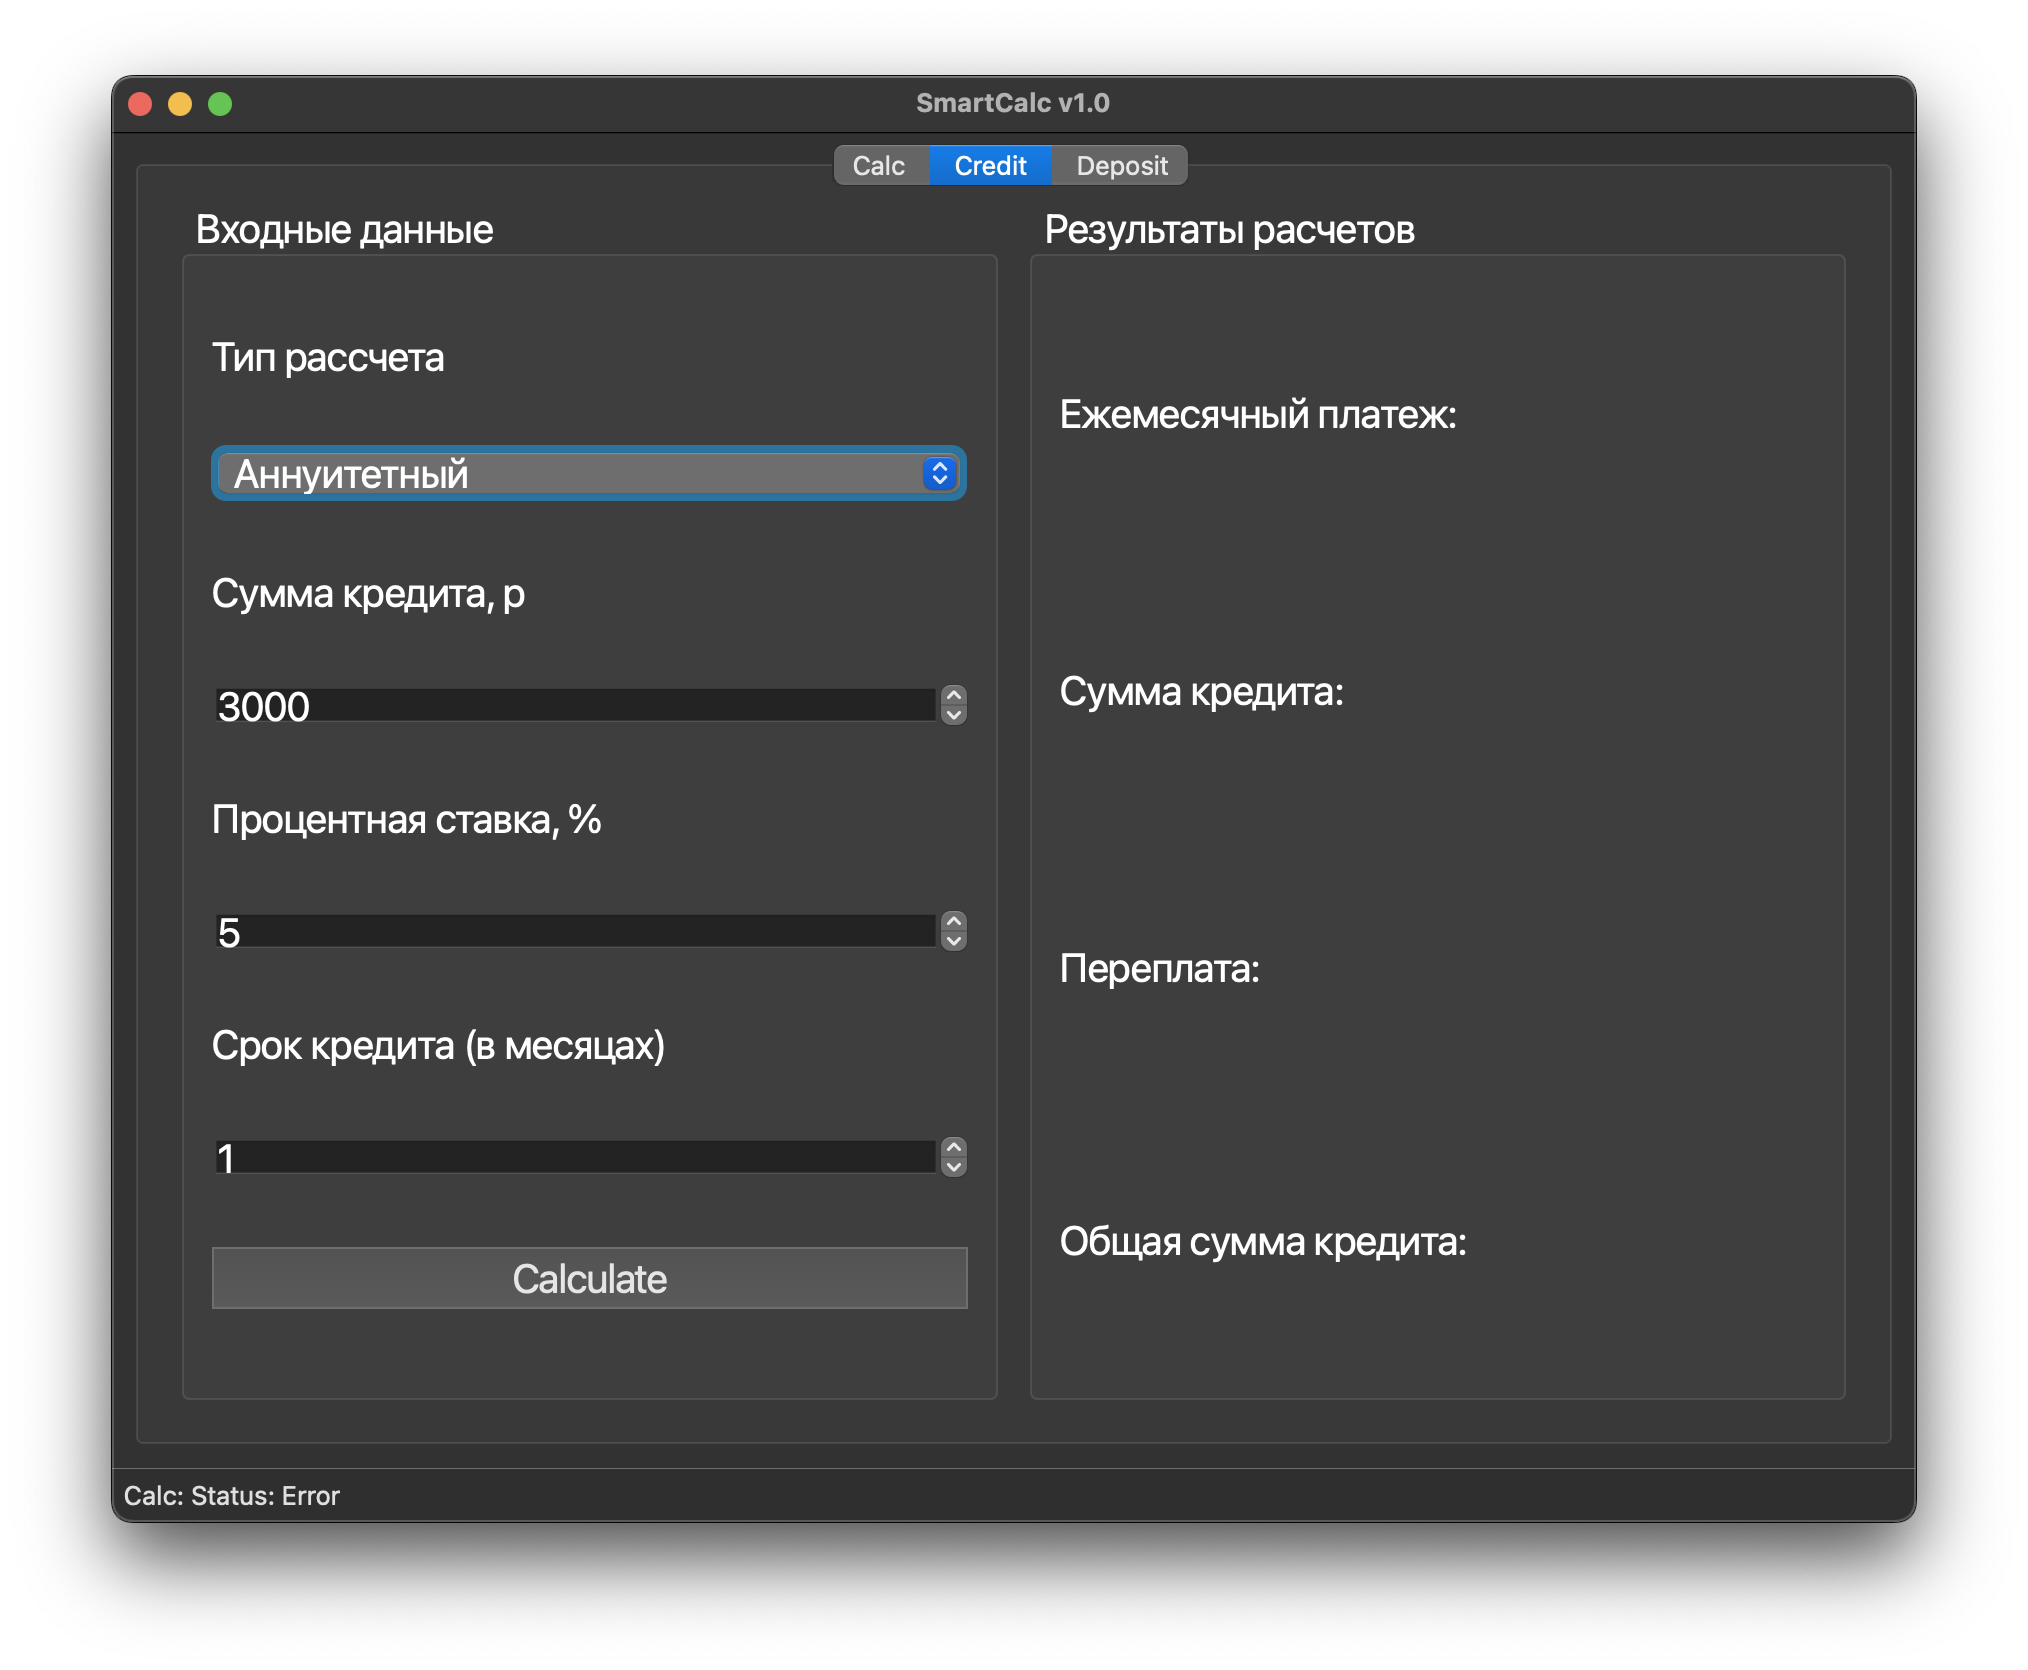 SmartCalc v1.0
Calc Credit Deposit
Входные данные
Тип рассчета
Аннуитетный
Сумма кредита, р
3000
Процентная ставка, %
5
Срок кредита (в месяцах)
1
Calculate
Результаты расчетов
Ежемесячный платеж:
Сумма кредита:
Переплата:
Общая сумма кредита:
Calc: Status: Error